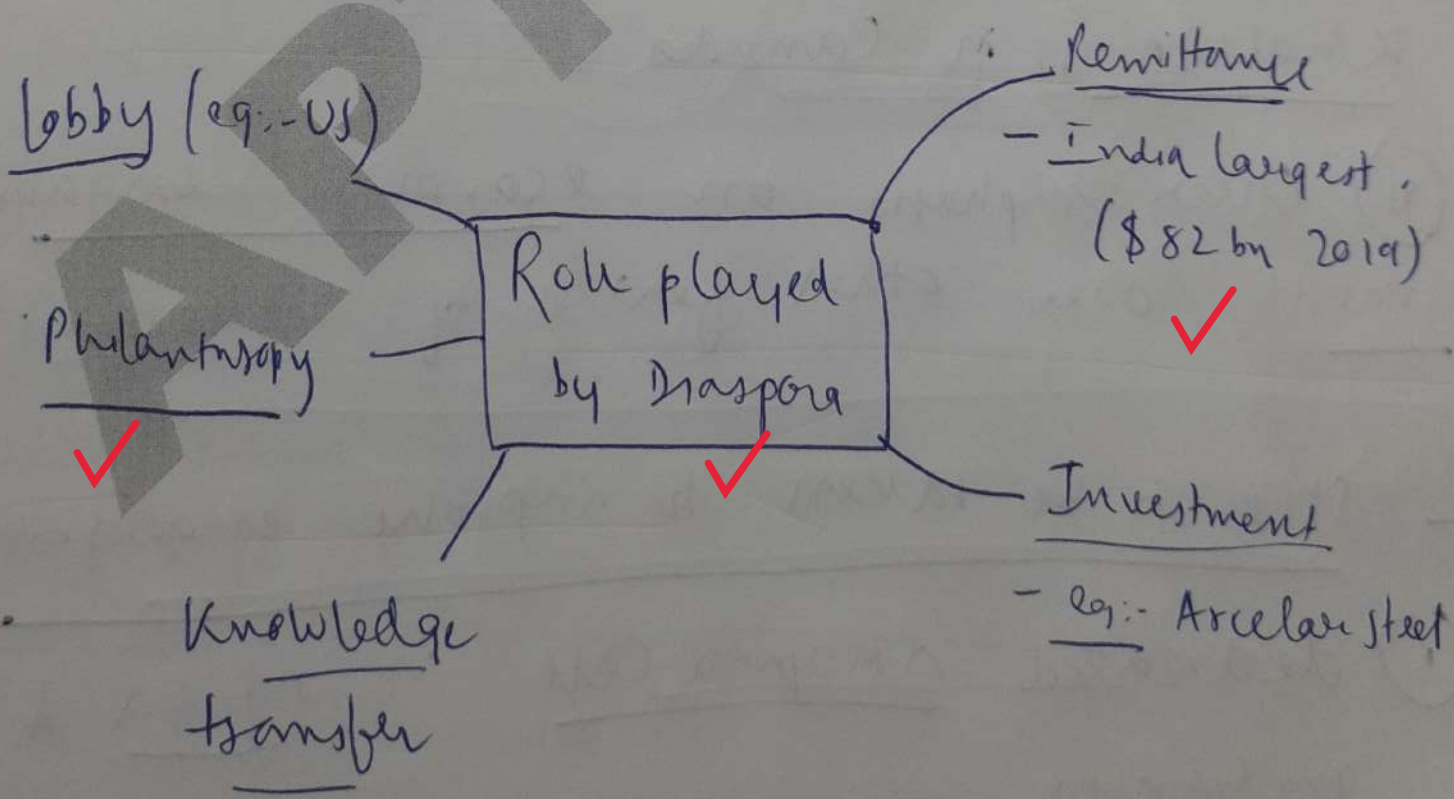 Lobby (eg:- US)
Philanthropy
Knowledge
transfer
Role played
by Diaspora
Remittance
- India largest.
($82 bn 2019)
Investment
- eg:- Arcelar steel
APT